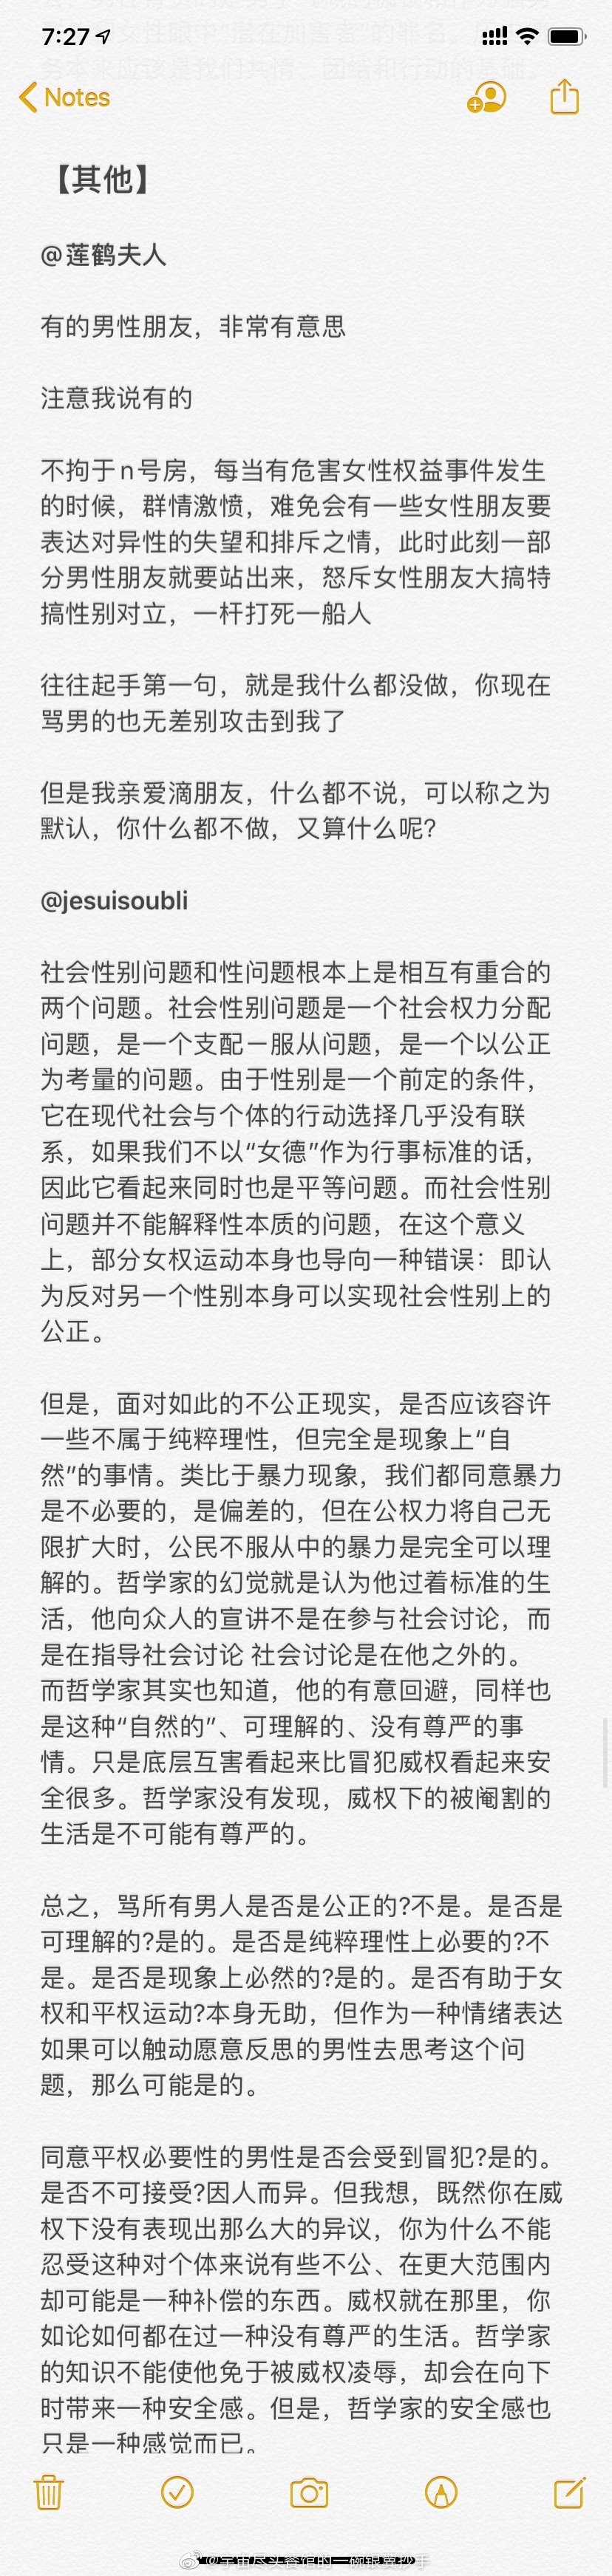 7:27
务本来应该是我们共情、团结和行动的基础。
Notes
【其他】
@莲鹤夫人
有的男性朋友，非常有意思
注意我说有的
不拘于n号房，每当有危害女性权益事件发生
的时候，群情激愤，难免会有一些女性朋友要
表达对异性的失望和排斥之情，此时此刻一部
分男性朋友就要站出来，怒斥女性朋友大搞特
搞性别对立，一杆打死一船人
往往起手第一句，就是我什么都没做，你现在
骂男的也无差别攻击到我了
但是我亲爱滴朋友，什么都不说，可以称之为
默认，你什么都不做，又算什么呢?
@jesuisoubli
社会性别问题和性问题根本上是相互有重合的
两个问题。社会性别问题是一个社会权力分配
问题，是一个支配－服从问题，是一个以公正
为考量的问题。由于性别是一个前定的条件，
它在现代社会与个体的行动选择几乎没有联
系，如果我们不以“女德”作为行事标准的话，
因此它看起来同时也是平等问题。而社会性别
问题并不能解释性本质的问题，在这个意义
上，部分女权运动本身也导向一种错误：即认
为反对另一个性别本身可以实现社会性别上的
公正。
但是，面对如此的不公正现实，是否应该容许
一些不属于纯粹理性，但完全是现象上“自
然”的事情。类比于暴力现象，我们都同意暴力
是不必要的，是偏差的，但在公权力将自己无
限扩大时，公民不服从中的暴力是完全可以理
解的。哲学家的幻觉就是认为他过着标准的生
活，他向众人的宣讲不是在参与社会讨论，而
是在指导社会讨论 社会讨论是在他之外的。
而哲学家其实也知道，他的有意回避，同样也
是这种“自然的”、可理解的、没有尊严的事
情。只是底层互害看起来比冒犯威权看起来安
全很多。哲学家没有发现，威权下的被阉割的
生活是不可能有尊严的。
总之，骂所有男人是否是公正的?不是。是否是
可理解的?是的。是否是纯粹理性上必要的?不
是。是否是现象上必然的?是的。是否有助于女
权和平权运动?本身无助，但作为一种情绪表达
如果可以触动愿意反思的男性去思考这个问
题，那么可能是的。
同意平权必要性的男性是否会受到冒犯?是的。
是否不可接受?因人而异。但我想，既然你在威
权下没有表现出那么大的异议，你为什么不能
忍受这种对个体来说有些不公、在更大范围内
却可能是一种补偿的东西。威权就在那里，你
如论如何都在过一种没有尊严的生活。哲学家
的知识不能使他免于被威权凌辱，却会在向下
时带来一种安全感。但是，哲学家的安全感也
只是一种感觉而已。